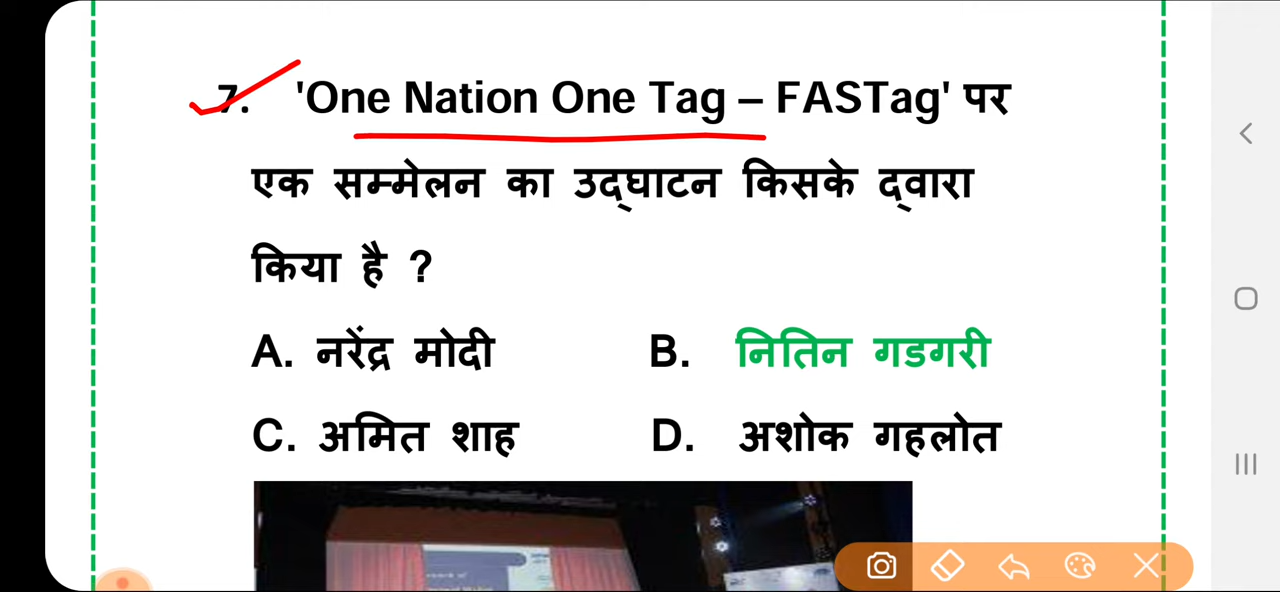 7. 'One Nation One Tag – FASTag' पर
एक सम्मेलन का उद्घाटन किसके द्वारा
किया है ?
A. नरेंद्र मोदी B. नितिन गडगरी
C. अमित शाह D. अशोक गहलोत